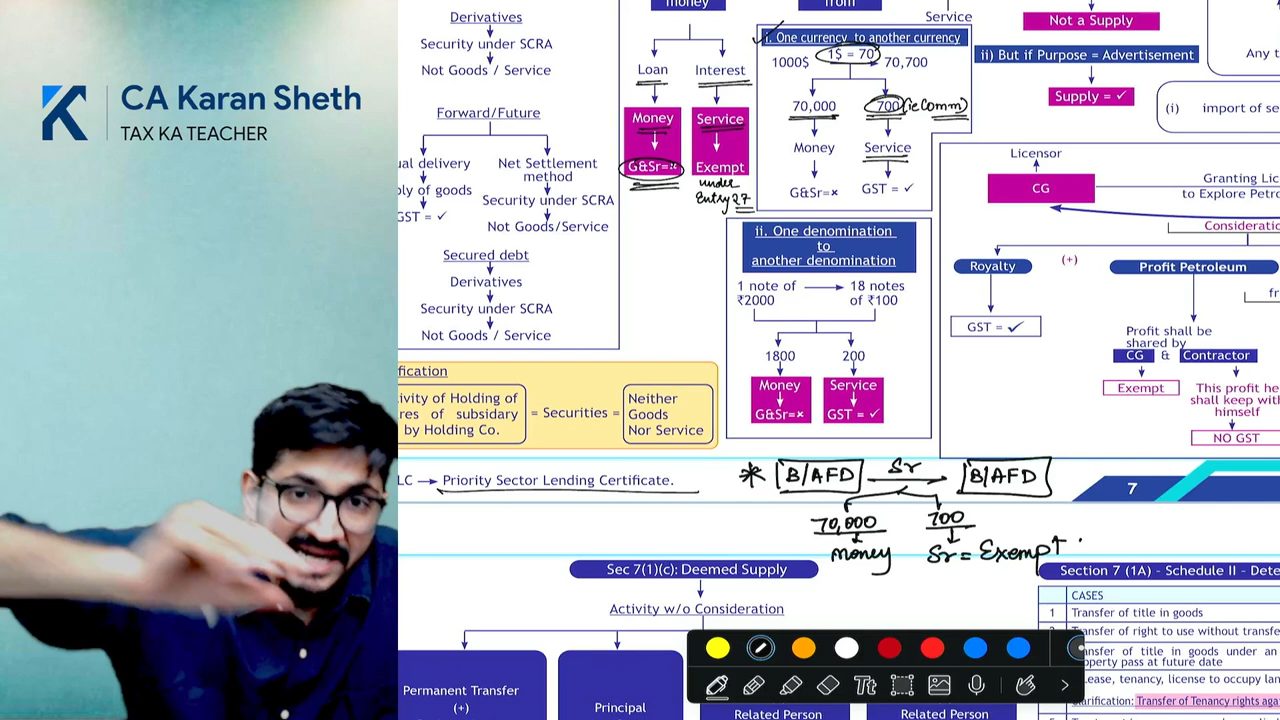 CA Karan Sheth
TAX KA TEACHER
Derivatives
Security under SCRA
Not Goods / Service
Forward/Future
ual delivery
Net Settlement
method
ply of goods
Security under SCRA
GST = ✓
Not Goods/Service
Secured debt
Derivatives
Security under SCRA
Not Goods / Service
ification
ivity of Holding of
res of subsidary
by Holding Co.
= Securities =
Neither
Goods
Nor Service
LC → Priority Sector Lending Certificate.
money
Loan
Interest
Money
Service
G&Sr=×
Exempt
under
Entry 27
from
Service
✓ i. One currency to another currency
1$ = 70
1000$
70,700
70,000
700 (ie Comm)
Money
Service
G&Sr=×
GST = ✓
ii. One denomination
to
another denomination
1 note of
₹2000
18 notes
of ₹100
1800
200
Money
Service
G&Sr=×
GST = ✓
Not a Supply
ii) But if Purpose = Advertisement
Supply = ✓
Any t
(i) import of se
Licensor
CG
Granting Lic
to Explore Petro
Consideratio
Royalty
(+)
Profit Petroleum
GST = ✓
fr
Profit shall be
shared by
CG & Contractor
Exempt
This profit he
shall keep with
himself
NO GST
7
* B/AFD Sr B/AFD
70,000
700
money
Sr = Exempt
Sec 7(1)(c): Deemed Supply
Activity w/o Consideration
Permanent Transfer
(+)
Principal
Related Person
Related Person
Section 7 (1A) - Schedule II - Dete
CASES
1 Transfer of title in goods
Transfer of right to use without transfe
ansfer of title in goods under an
operty pass at future date
ease, tenancy, license to occupy lan
larification: Transfer of Tenancy rights aga
Tt